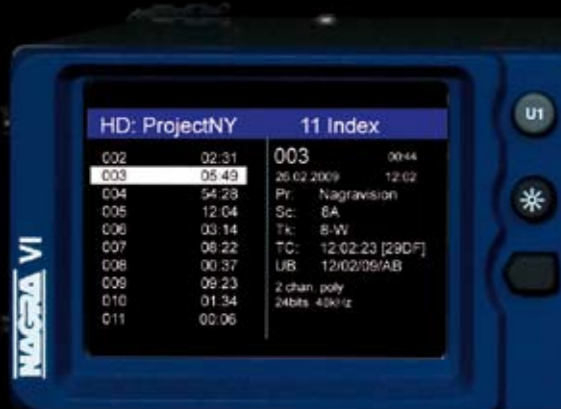 HD: ProjectNY 11 Index
002 02:31
003 05:49
004 54:28
005 12:04
006 03:14
007 08:22
008 00:37
009 09:23
010 01:34
011 00:06
003 00:44
26.02.2009 12:02
Pr: Nagravision
Sc: 8A
Tk: 8-W
TC: 12:02:23 [29DF]
UB: 12/02/09/AB
2 chan. poly
24bits 48kHz
U1
NAGRA VI